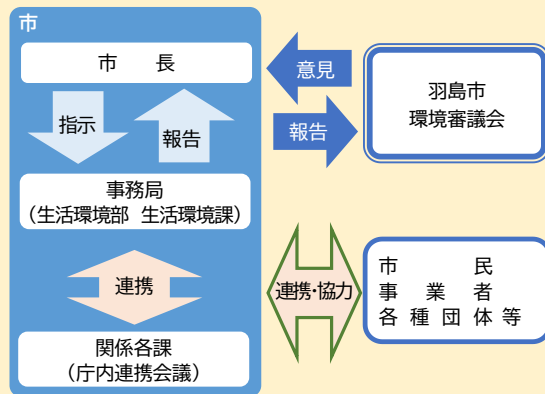 市
市　長
指示
報告
事務局
（生活環境部 生活環境課）
連携
関係各課
（庁内連携会議）
意見
報告
羽島市
環境審議会
連携・協力
市民
事業者
各種団体等